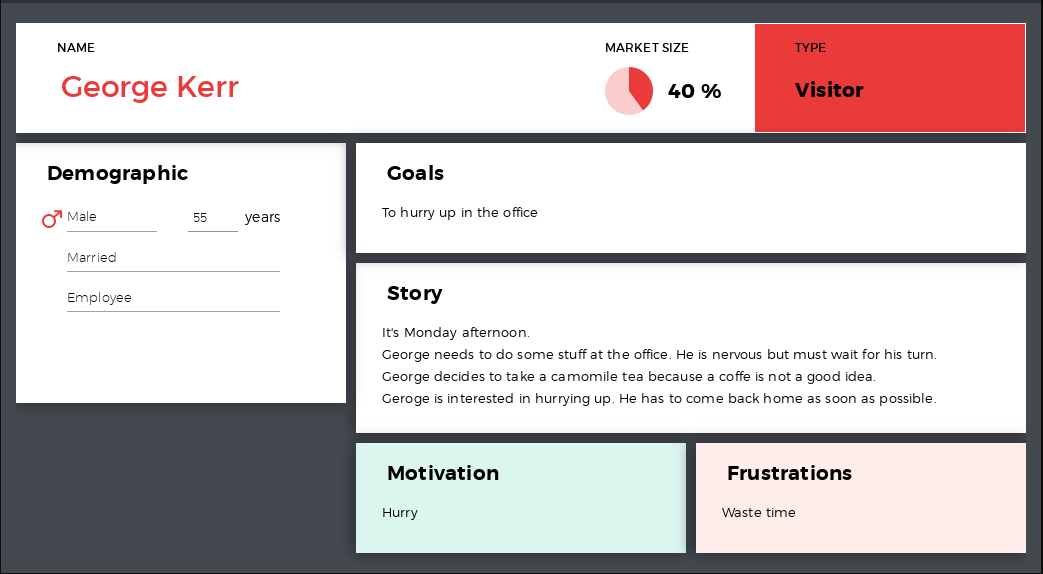 NAME
George Kerr
MARKET SIZE
40 %
TYPE
Visitor
Demographic
Male 55 years
Married
Employee
Goals
To hurry up in the office
Story
It's Monday afternoon.
George needs to do some stuff at the office. He is nervous but must wait for his turn.
George decides to take a camomile tea because a coffe is not a good idea.
Geroge is interested in hurrying up. He has to come back home as soon as possible.
Motivation
Hurry
Frustrations
Waste time